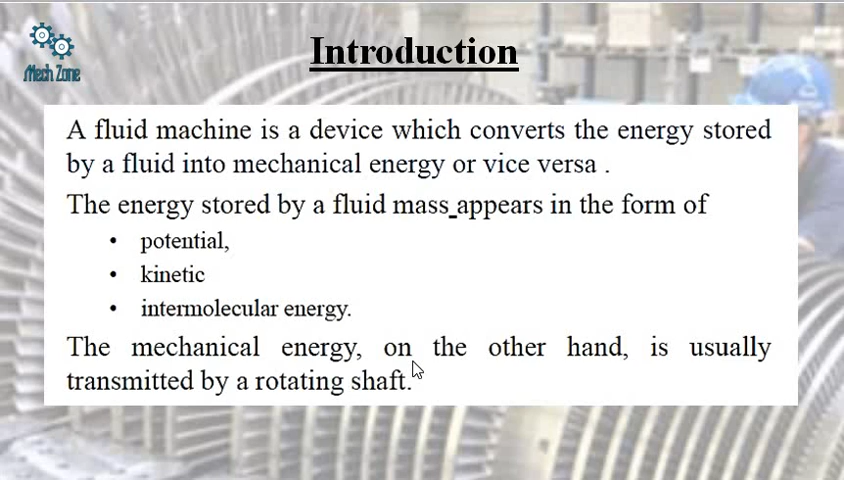 Mech Zone
Introduction
A fluid machine is a device which converts the energy stored
by a fluid into mechanical energy or vice versa .
The energy stored by a fluid mass_appears in the form of
• potential,
• kinetic
• intermolecular energy.
The mechanical energy, on the other hand, is usually
transmitted by a rotating shaft.